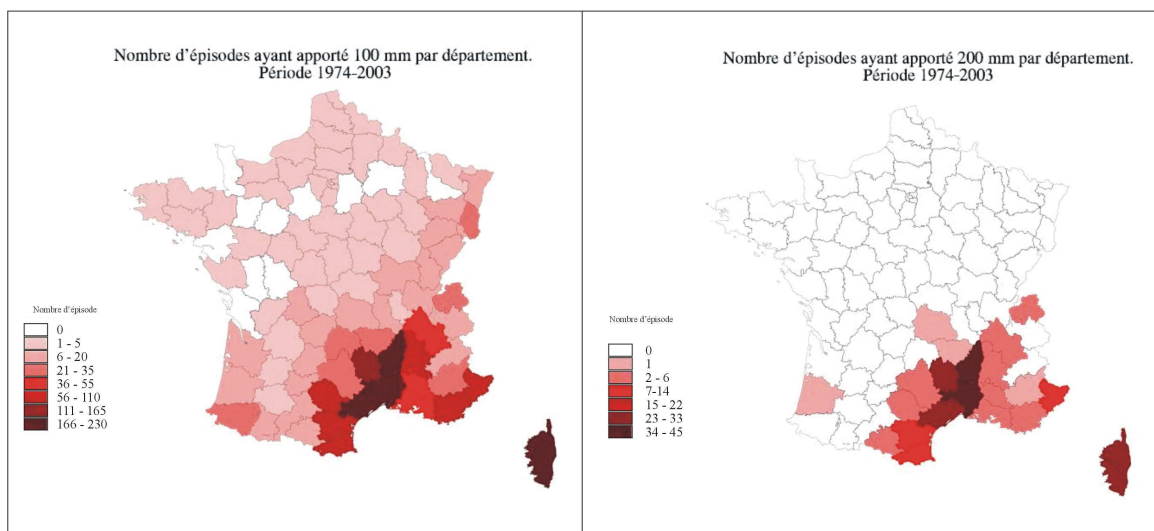 Nombre d'épisodes ayant apporté 100 mm par département.
Période 1974-2003
Nombre d'épisode
0
1 - 5
6 - 20
21 - 35
36 - 55
56 - 110
111 - 165
166 - 230
Nombre d'épisodes ayant apporté 200 mm par département.
Période 1974-2003
Nombre d'épisode
0
1
2 - 6
7-14
15 - 22
23 - 33
34 - 45